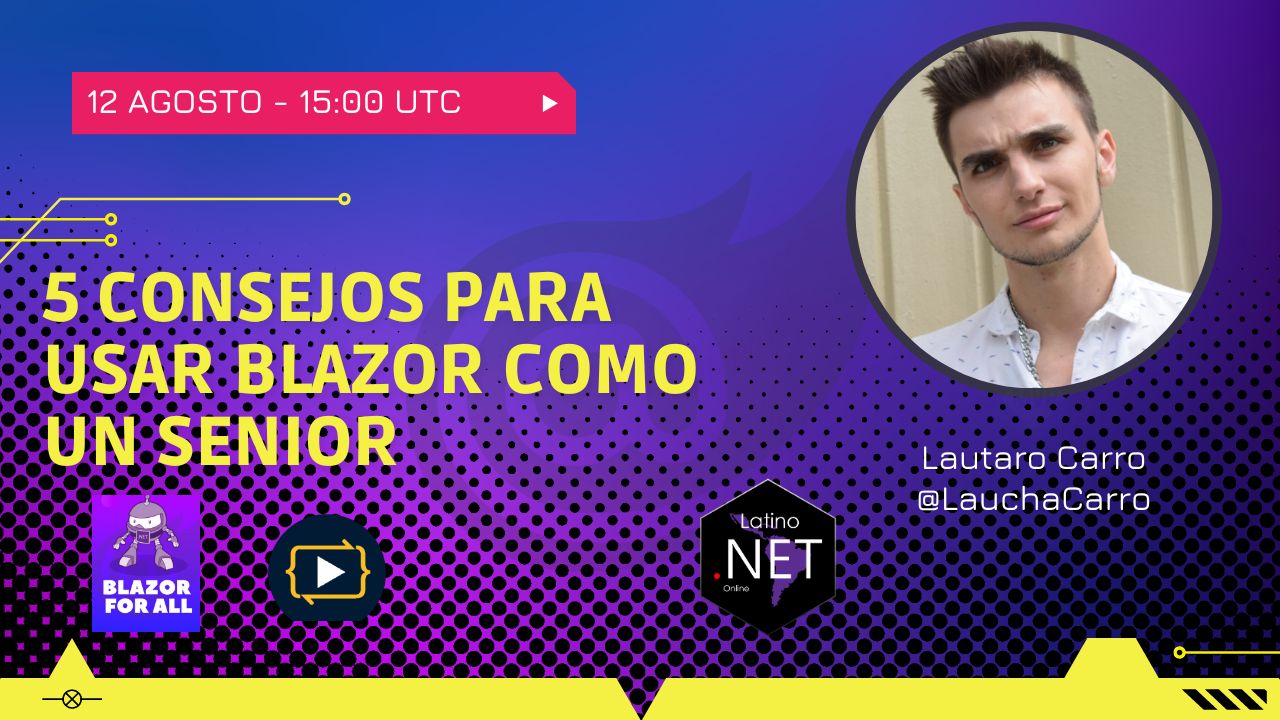 12 AGOSTO - 15:00 UTC
5 CONSEJOS PARA
USAR BLAZOR COMO
UN SENIOR
Lautaro Carro
@LauchaCarro
.NET
BLAZOR
FOR ALL
Latino
.NET
Online